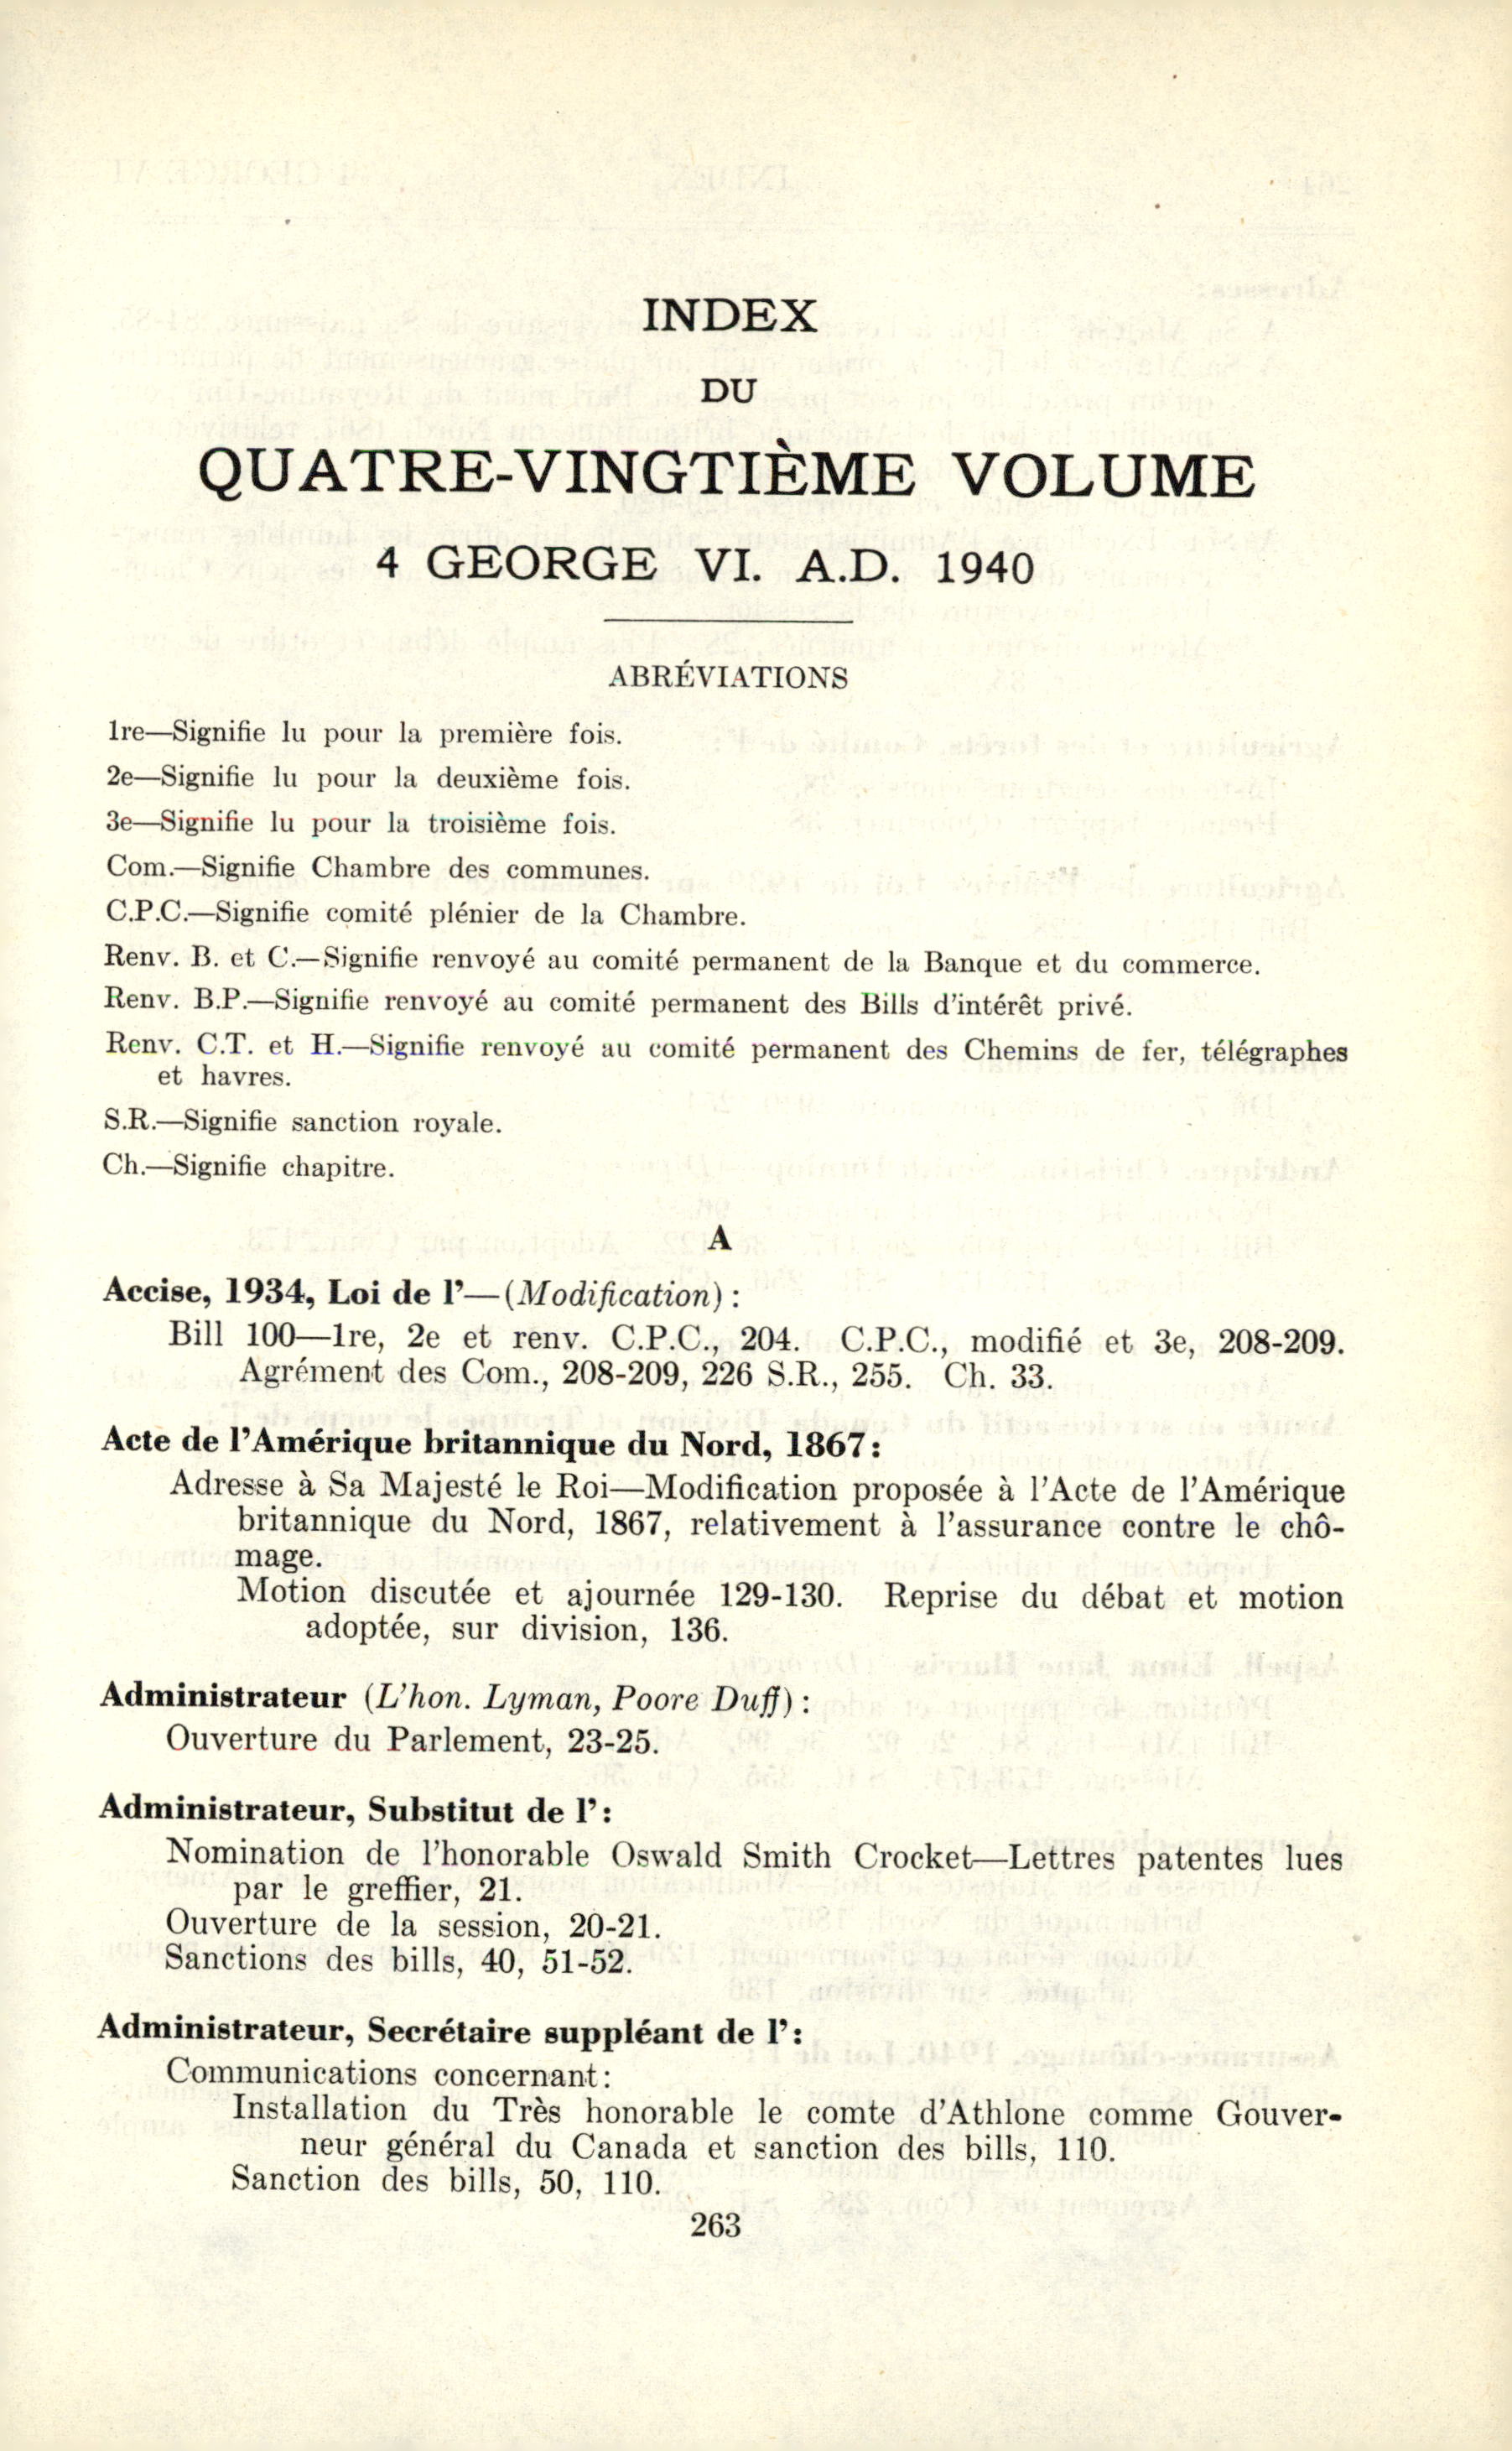 INDEX
DU
QUATRE-VINGTIÈME VOLUME
4 GEORGE VI. A.D. 1940
ABRÉVIATIONS
1re—Signifie lu pour la première fois.
2e—Signifie lu pour la deuxième fois.
3e—Signifie lu pour la troisième fois.
Com.—Signifie Chambre des communes.
C.P.C.—Signifie comité plénier de la Chambre.
Renv. B. et C.—Signifie renvoyé au comité permanent de la Banque et du commerce.
Renv. B.P.—Signifie renvoyé au comité permanent des Bills d'intérêt privé.
Renv. C.T. et H.—Signifie renvoyé au comité permanent des Chemins de fer, télégraphes
et havres.
S.R.—Signifie sanction royale.
Ch.—Signifie chapitre.
A
Accise, 1934, Loi de l'—(Modification):
Bill 100—1re, 2e et renv. C.P.C., 204. C.P.C., modifié et 3e, 208-209.
Agrément des Com., 208-209, 226 S.R., 255. Ch. 33.
Acte de l'Amérique britannique du Nord, 1867:
Adresse à Sa Majesté le Roi—Modification proposée à l'Acte de l'Amérique
britannique du Nord, 1867, relativement à l'assurance contre le chô-
mage.
Motion discutée et ajournée 129-130. Reprise du débat et motion
adoptée, sur division, 136.
Administrateur (L'hon. Lyman, Poore Duff):
Ouverture du Parlement, 23-25.
Administrateur, Substitut de l':
Nomination de l'honorable Oswald Smith Crocket—Lettres patentes lues
par le greffier, 21.
Ouverture de la session, 20-21.
Sanctions des bills, 40, 51-52.
Administrateur, Secrétaire suppléant de l':
Communications concernant:
Installation du Très honorable le comte d'Athlone comme Gouver-
neur général du Canada et sanction des bills, 110.
Sanction des bills, 50, 110.
263